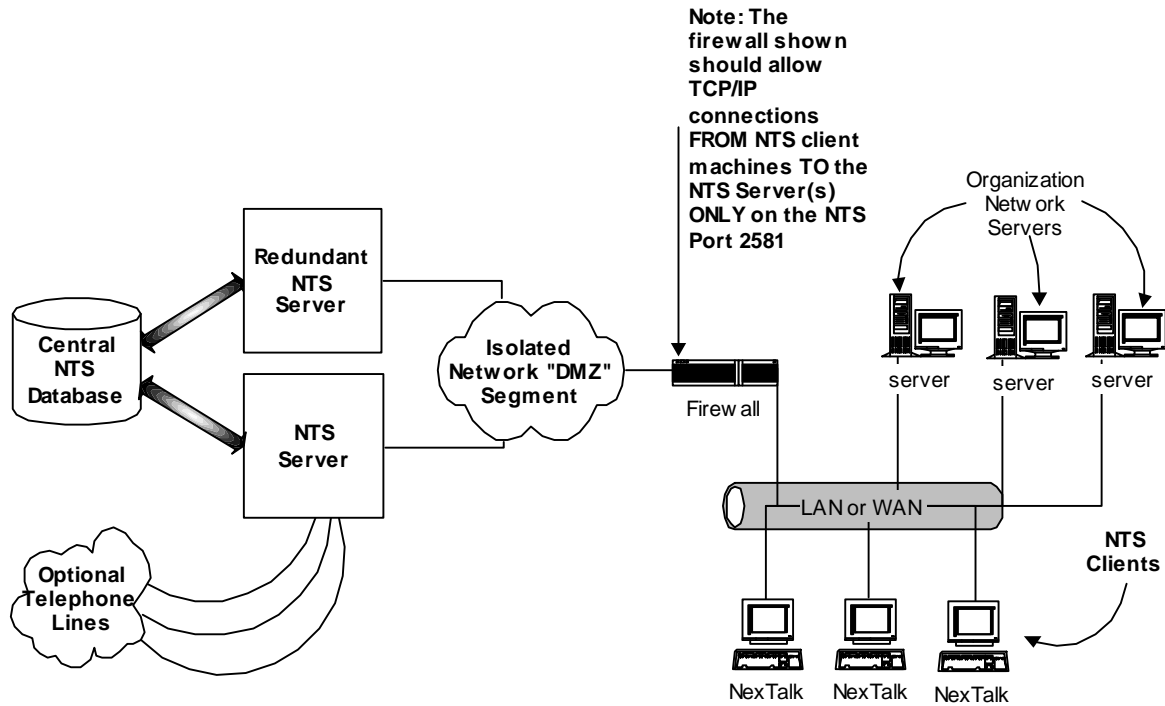 Note: The
firewall shown
should allow
TCP/IP
connections
FROM NTS client
machines TO the
NTS Server(s)
ONLY on the NTS
Port 2581
Organization
Network
Servers
Redundant
NTS
Server
Central
NTS
Database
Isolated
Network "DMZ"
Segment
Firewall
server
server
server
NTS
Server
LAN or WAN
NTS
Clients
Optional
Telephone
Lines
NexTalk
NexTalk
NexTalk